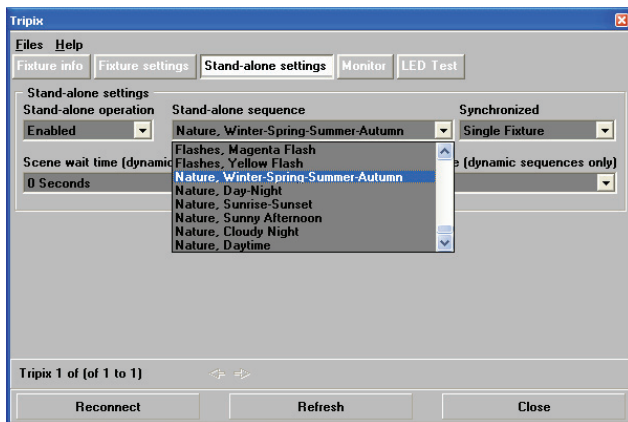 Tripix
Files Help
Fixture info Fixture settings Stand-alone settings Monitor LED Test
Stand-alone settings
Stand-alone operation Stand-alone sequence Synchronized
Enabled Nature, Winter-Spring-Summer-Autumn Single Fixture
Scene wait time (dynamic (dynamic sequences only)
0 Seconds
Flashes, Magenta Flash
Flashes, Yellow Flash
Nature, Winter-Spring-Summer-Autumn
Nature, Day-Night
Nature, Sunrise-Sunset
Nature, Sunny Afternoon
Nature, Cloudy Night
Nature, Daytime
Tripix 1 of (of 1 to 1)
Reconnect Refresh Close